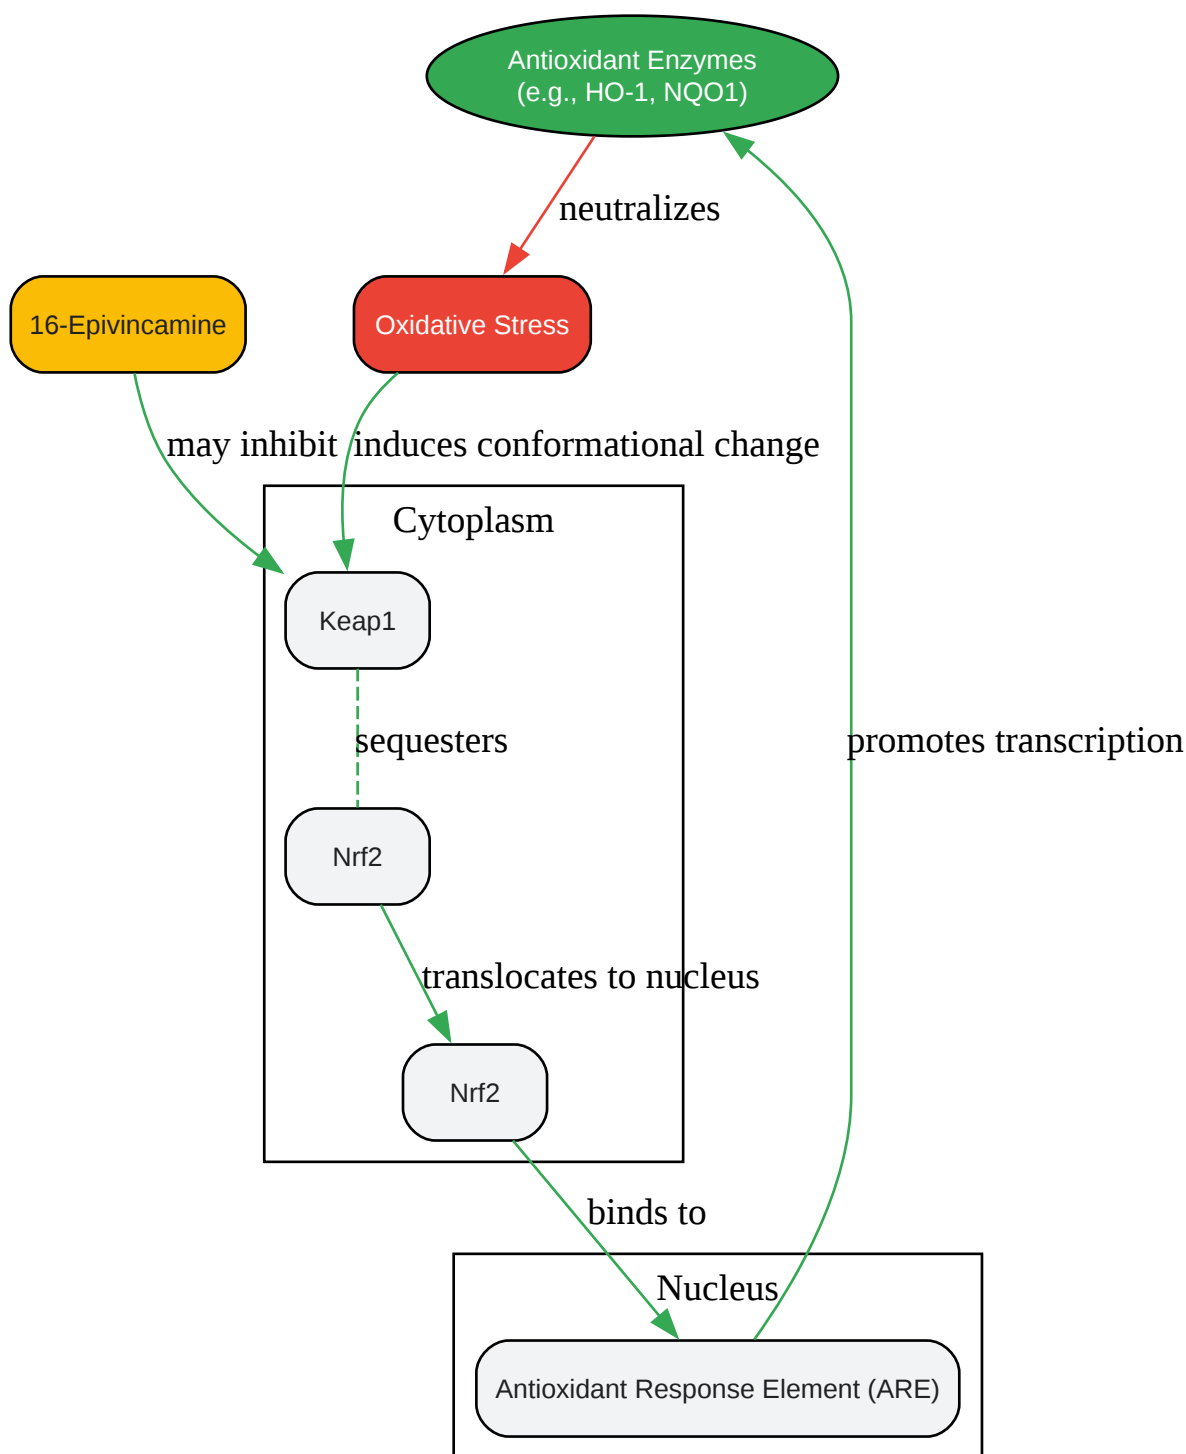 Antioxidant Enzymes
(e.g., HO-1, NQO1)
neutralizes
16-Epivincamine
Oxidative Stress
may inhibit
induces conformational change
Cytoplasm
Keap1
sequesters
promotes transcription
Nrf2
translocates to nucleus
Nrf2
binds to
Nucleus
Antioxidant Response Element (ARE)